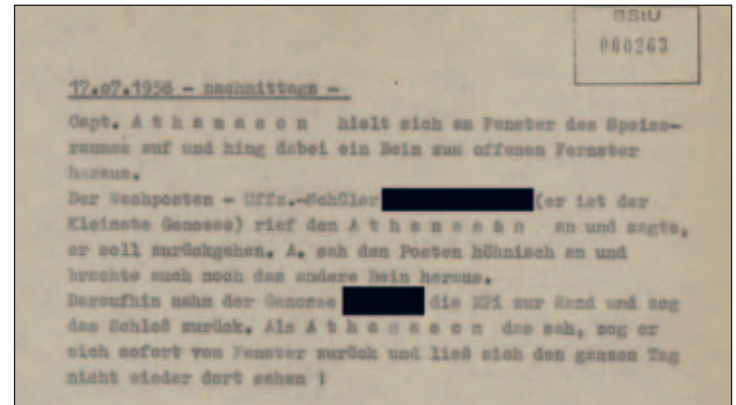 BStU
000263
17.o7.1958 - nachmittags -
Capt. A t h a n a s o n hielt sich am Fenster des Speise-
raumes auf und hing dabei ein Bein zum offenen Fernster
heraus.
Der Wachposten - Uffz.-Schüler (er ist der
Kleinste Genosse) rief den A t h a n a s o n an und sagte,
er soll zurückgehen. A. sah den Posten höhnisch an und
brachte auch noch das andere Bein heraus.
Daraufhin nahm der Genosse die MPi zur Hand und zog
das Schloß zurück. Als A t h a n a s o n das sah, zog er
sich sofort vom Fenster zurück und ließ sich den ganzen Tag
nicht wieder dort sehen !